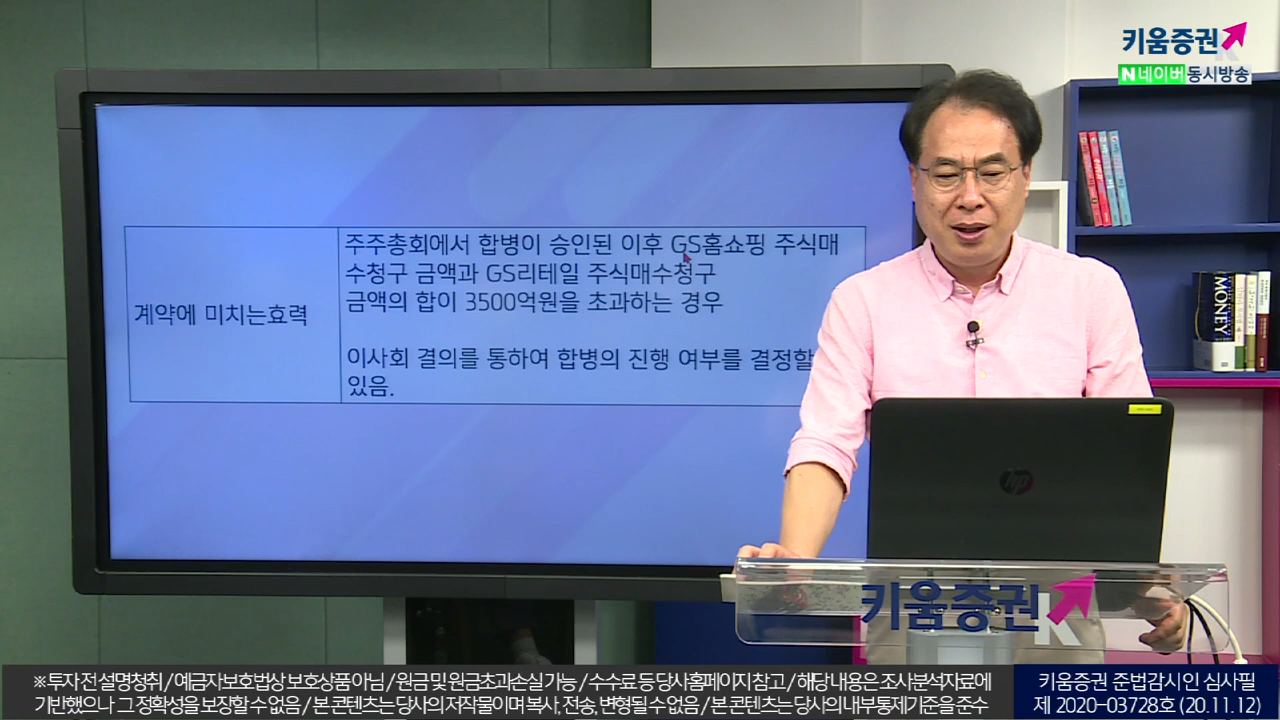 키움증권
N 네이버 동시방송
계약에 미치는효력
주주총회에서 합병이 승인된 이후 GS홈쇼핑 주식매
수청구 금액과 GS리테일 주식매수청구
금액의 합이 3500억원을 초과하는 경우
이사회 결의를 통하여 합병의 진행 여부를 결정할
있음.
MONEY
hp
키움증권
※ 투자 전 설명청취 / 예금자보호법상 보호상품 아님 / 원금 및 원금초과손실 가능 / 수수료 등 당사홈페이지 참고 / 해당 내용은 조사분석자료에
기반했으나 그 정확성을 보장할 수 없음 / 본 콘텐츠는 당사의 저작물이며 복사, 전송, 변형될 수 없음 / 본 콘텐츠는 당사의 내부통제기준을 준수
키움증권 준법감시인 심사필
제 2020-03728호 (20.11.12)